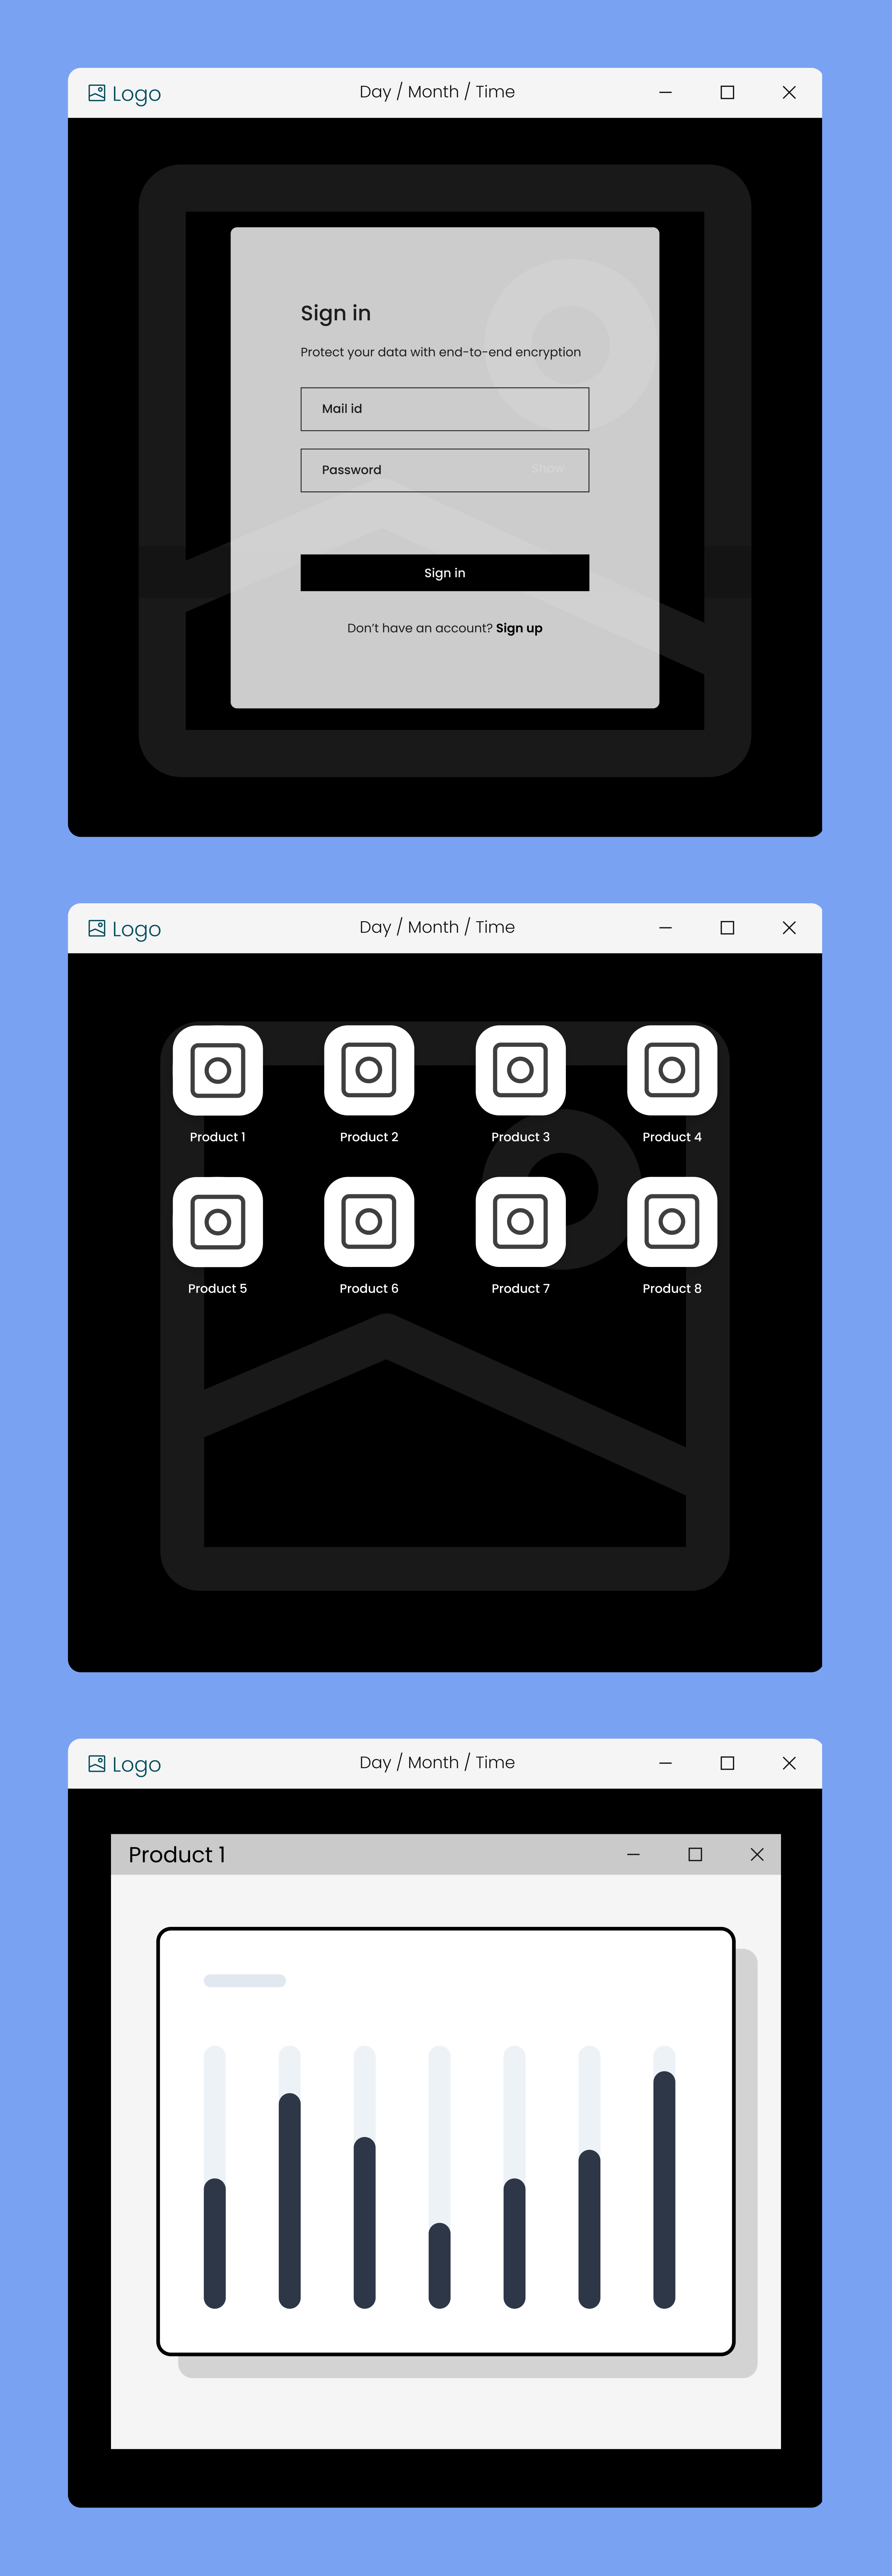 Logo
Day / Month / Time
Sign in
Protect your data with end-to-end encryption
Mail id
Password
Show
Sign in
Don't have an account? Sign up
Logo
Day / Month / Time
Product 1
Product 2
Product 3
Product 4
Product 5
Product 6
Product 7
Product 8
Logo
Day / Month / Time
Product 1